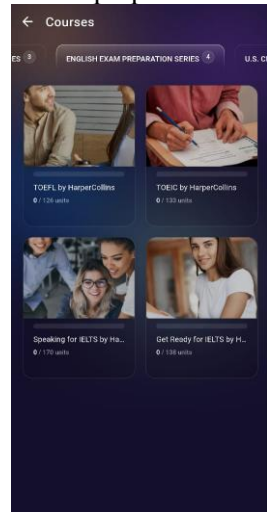 Courses
ES 3
ENGLISH EXAM PREPARATION SERIES 4
U.S. C
TOEFL by HarperCollins
0 / 126 units
TOEIC by HarperCollins
0 / 133 units
Speaking for IELTS by Ha...
0 / 170 units
Get Ready for IELTS by H...
0 / 108 units